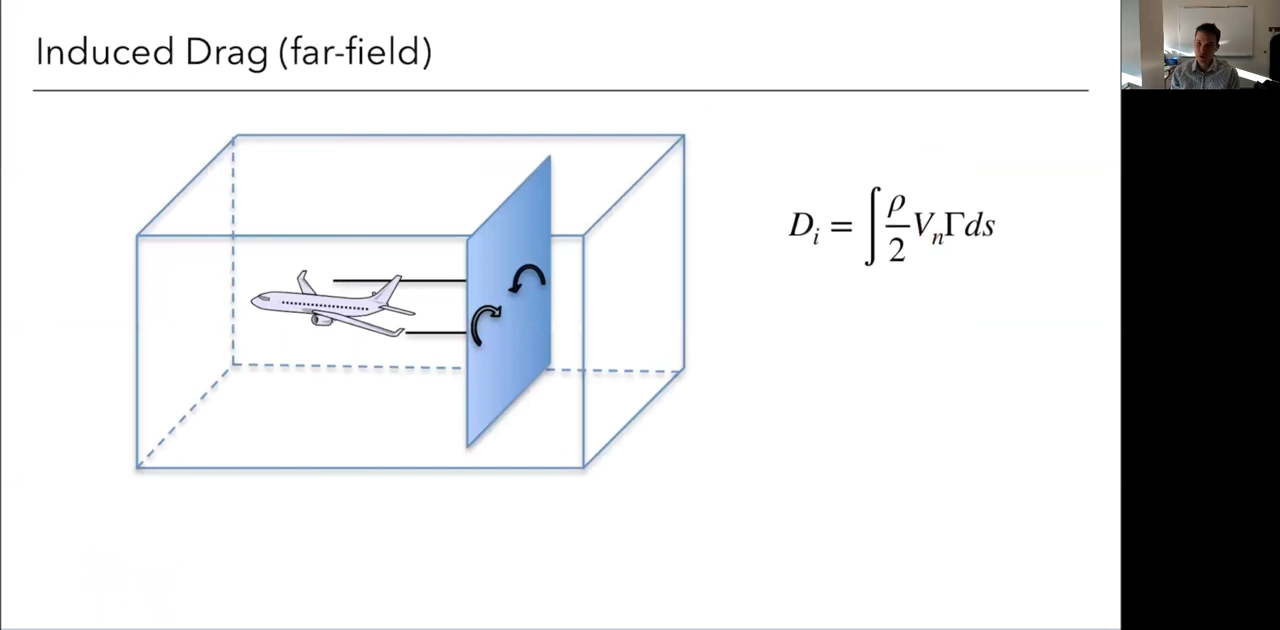 Induced Drag (far-field)
D_i = ∫ ρ/2 V_n Γ ds